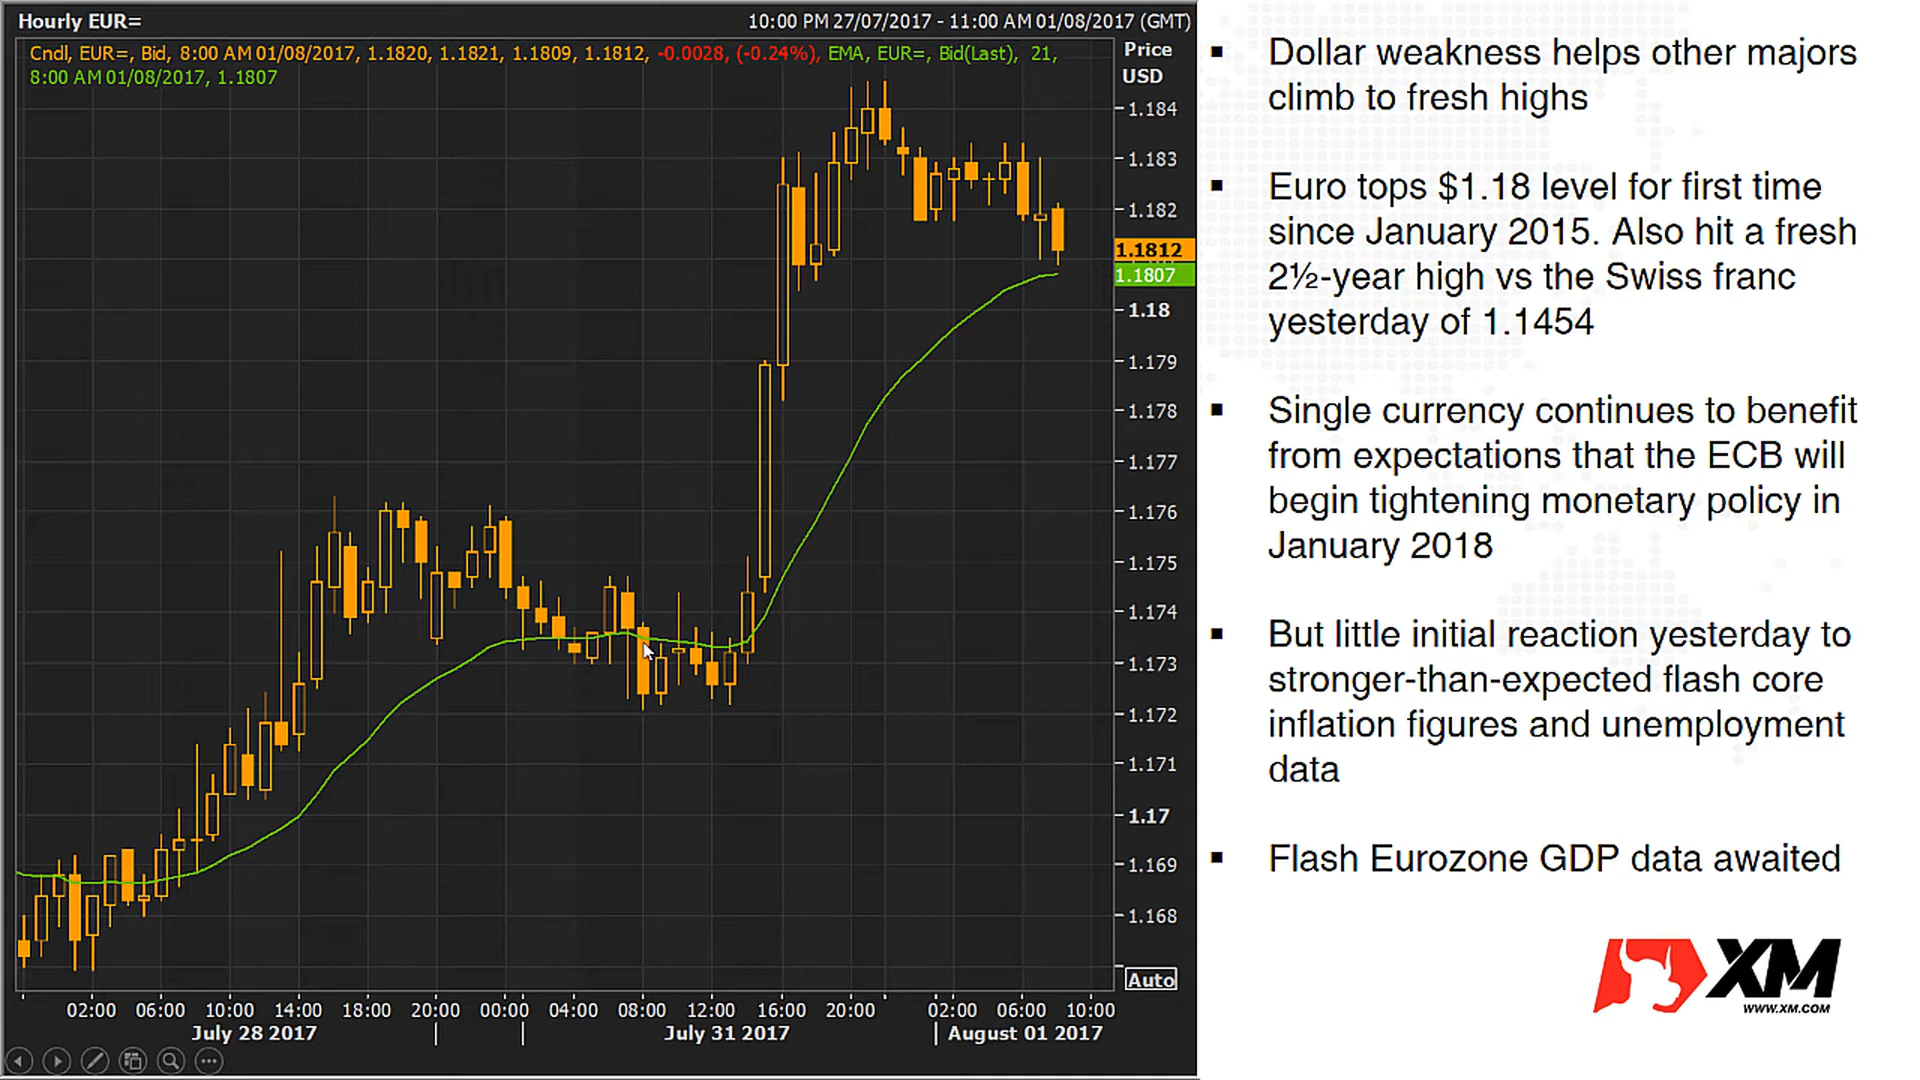 Hourly EUR=
10:00 PM 27/07/2017 - 11:00 AM 01/08/2017 (GMT)
Cndl, EUR=, Bid, 8:00 AM 01/08/2017, 1.1820, 1.1821, 1.1809, 1.1812, -0.0028, (-0.24%), EMA, EUR=, Bid(Last), 21,
8:00 AM 01/08/2017, 1.1807
Price
USD
1.184
1.183
1.182
1.1812
1.1807
1.18
1.179
1.178
1.177
1.176
1.175
1.174
1.173
1.172
1.171
1.17
1.169
1.168
Auto
02:00 06:00 10:00 14:00 18:00 20:00 00:00 04:00 08:00 12:00 16:00 20:00 02:00 06:00 10:00
July 28 2017 July 31 2017 August 01 2017
▪ Dollar weakness helps other majors
climb to fresh highs
▪ Euro tops $1.18 level for first time
since January 2015. Also hit a fresh
2½-year high vs the Swiss franc
yesterday of 1.1454
▪ Single currency continues to benefit
from expectations that the ECB will
begin tightening monetary policy in
January 2018
▪ But little initial reaction yesterday to
stronger-than-expected flash core
inflation figures and unemployment
data
▪ Flash Eurozone GDP data awaited
XM
WWW.XM.COM